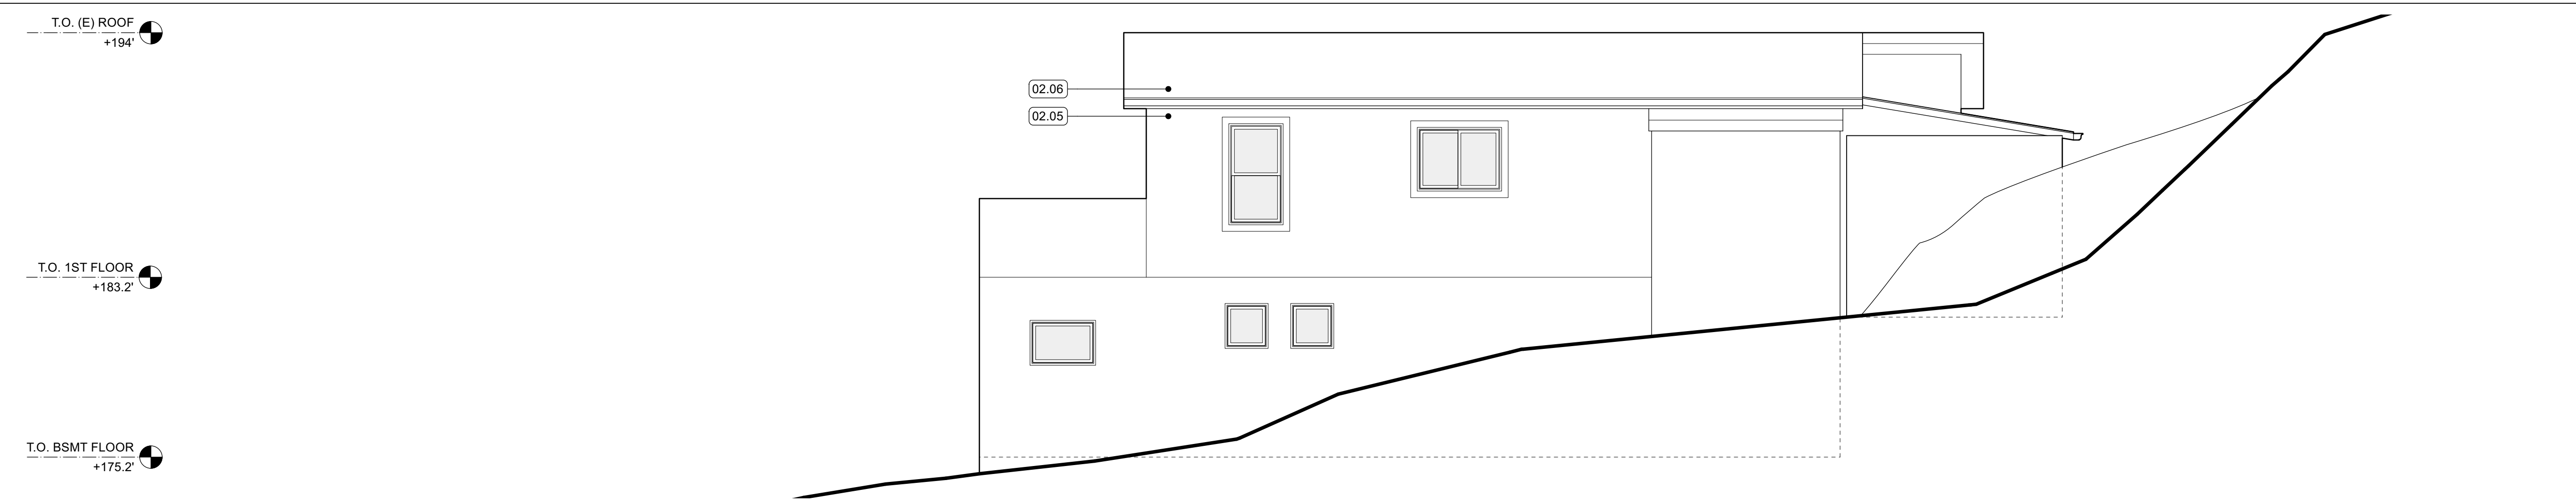 T.O. (E) ROOF
+194'
02.06
02.05
T.O. 1ST FLOOR
+183.2'
T.O. BSMT FLOOR
+175.2'